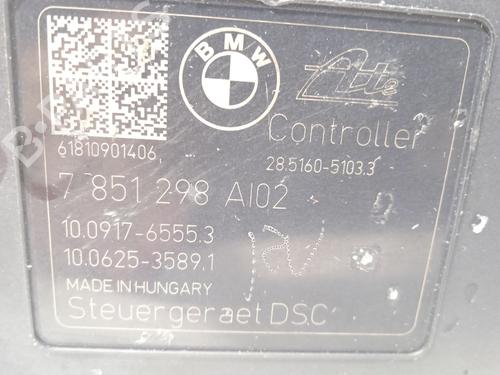 BMW
Ate
Controller
61810901406
28.5160-5103.3
7 851 298 AI02
10.0917-6555.3
10.0625-3589.1
MADE IN HUNGARY
Steuergeraet DSC